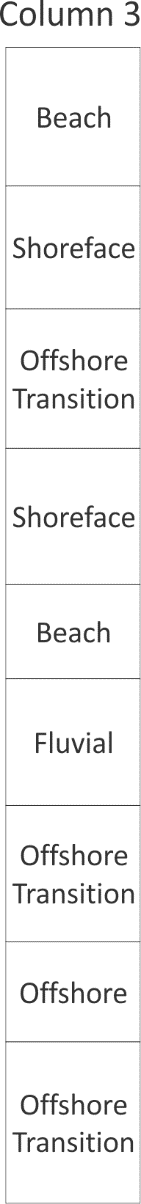 Column 3
Beach
Shoreface
Offshore
Transition
Shoreface
Beach
Fluvial
Offshore
Transition
Offshore
Offshore
Transition